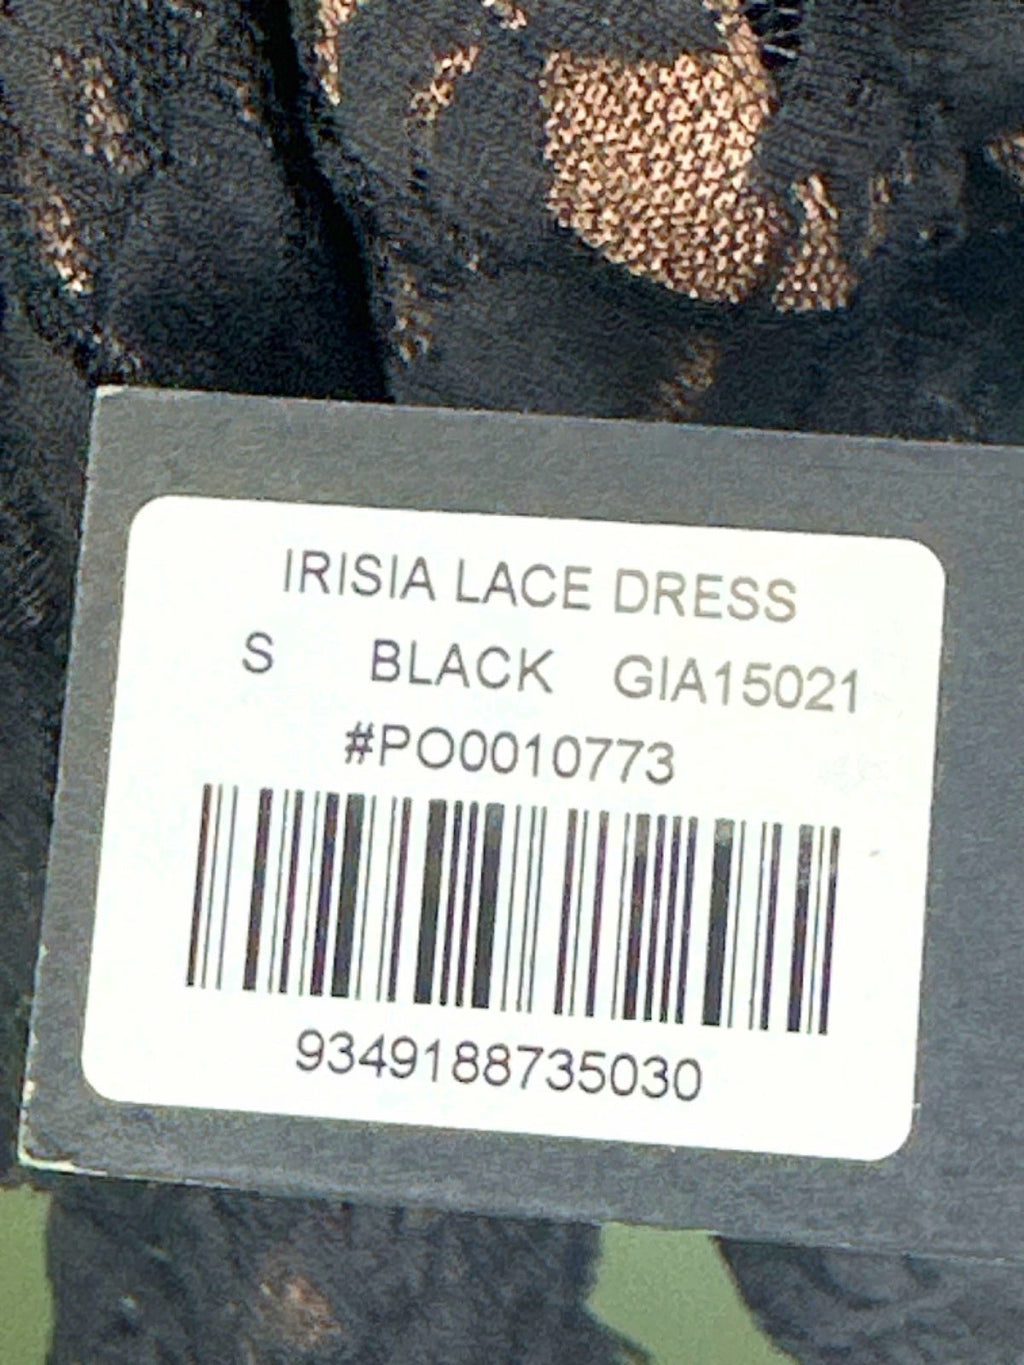 IRISIA LACE DRESS
S BLACK GIA15021
#PO0010773
9349188735030